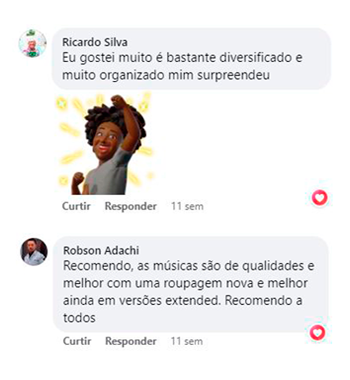 Ricardo Silva
Eu gostei muito é bastante diversificado e
muito organizado mim surpreendeu
Curtir Responder 11 sem
Robson Adachi
Recomendo, as músicas são de qualidades e
melhor com uma roupagem nova e melhor
ainda em versões extended. Recomendo a
todos
Curtir Responder 11 sem